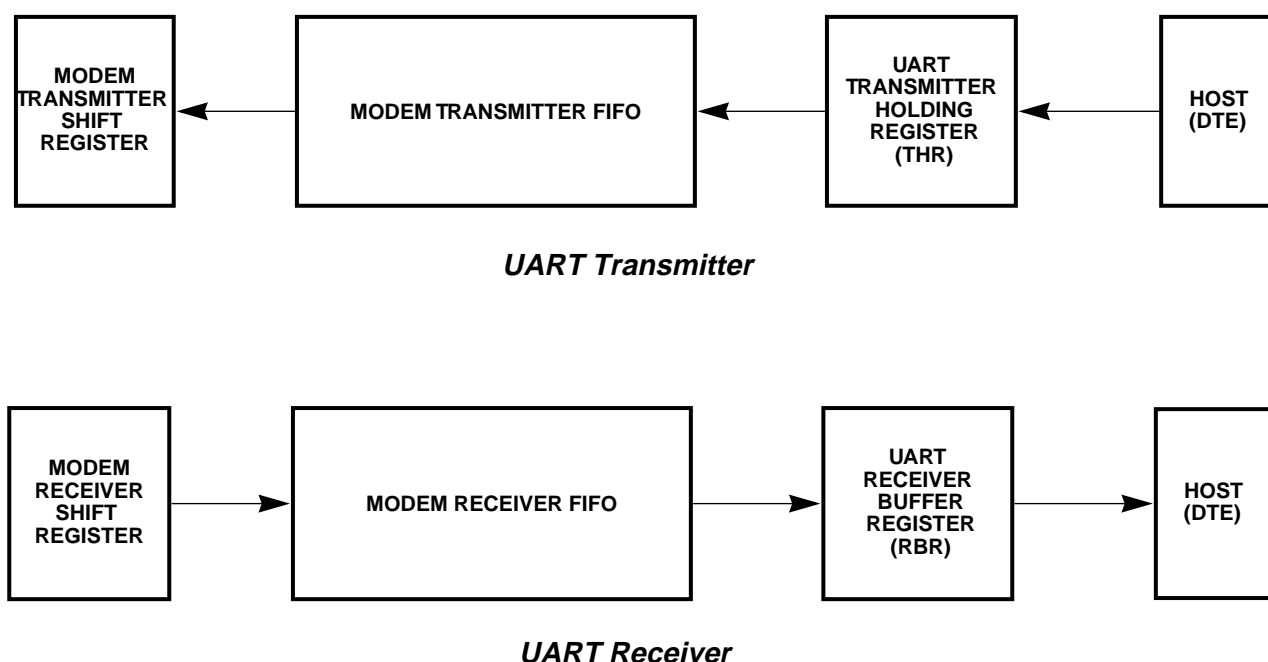 MODEM
TRANSMITTER
SHIFT
REGISTER
MODEM TRANSMITTER FIFO
UART
TRANSMITTER
HOLDING
REGISTER
(THR)
HOST
(DTE)
UART Transmitter
MODEM
RECEIVER
SHIFT
REGISTER
MODEM RECEIVER FIFO
UART
RECEIVER
BUFFER
REGISTER
(RBR)
HOST
(DTE)
UART Receiver